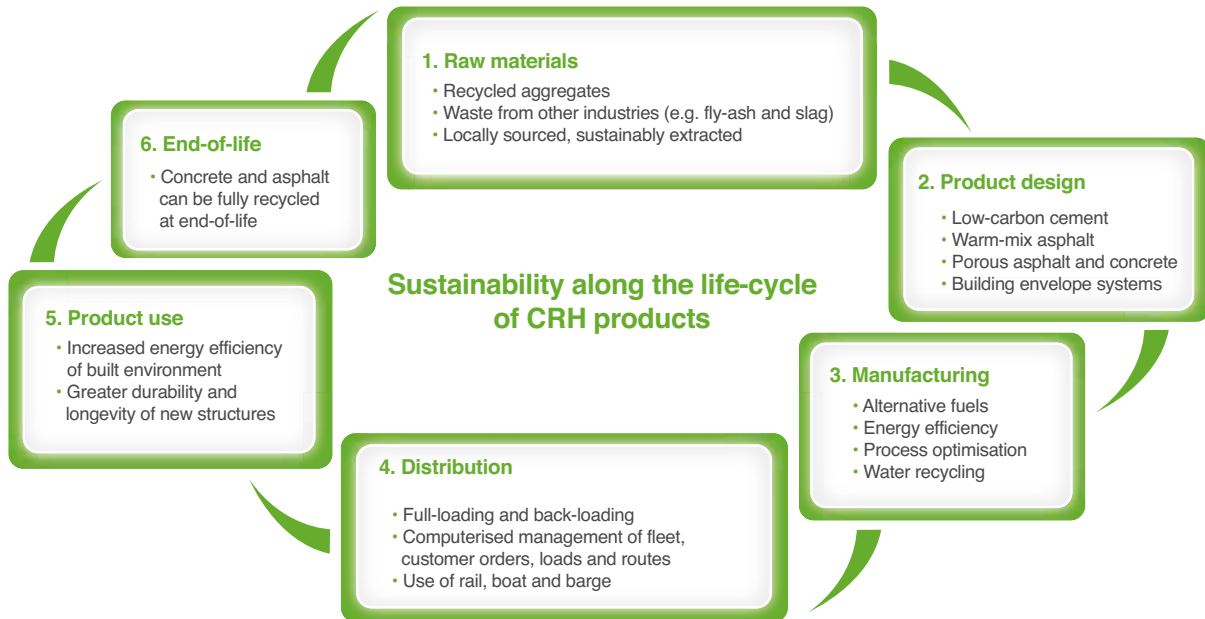 1. Raw materials
• Recycled aggregates
• Waste from other industries (e.g. fly-ash and slag)
• Locally sourced, sustainably extracted
2. Product design
• Low-carbon cement
• Warm-mix asphalt
• Porous asphalt and concrete
• Building envelope systems
3. Manufacturing
• Alternative fuels
• Energy efficiency
• Process optimisation
• Water recycling
4. Distribution
• Full-loading and back-loading
• Computerised management of fleet,
customer orders, loads and routes
• Use of rail, boat and barge
5. Product use
• Increased energy efficiency
of built environment
• Greater durability and
longevity of new structures
6. End-of-life
• Concrete and asphalt
can be fully recycled
at end-of-life
Sustainability along the life-cycle
of CRH products